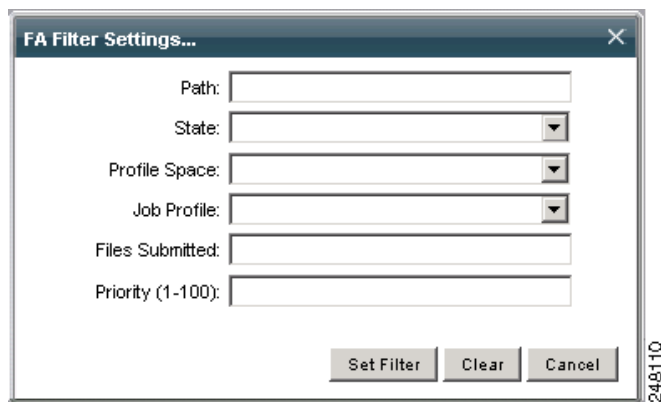 FA Filter Settings...
Path:
State:
Profile Space:
Job Profile:
Files Submitted:
Priority (1-100):
Set Filter Clear Cancel
248110